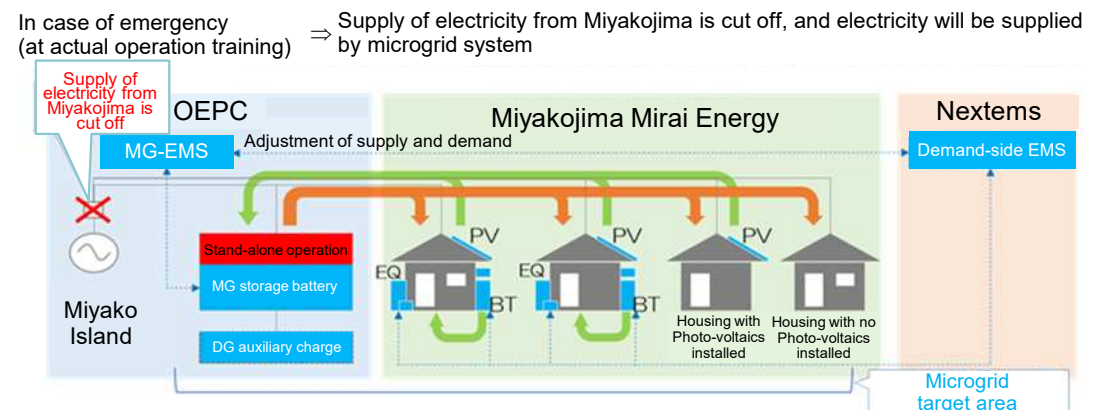 In case of emergency
(at actual operation training)
⇒
Supply of electricity from Miyakojima is cut off, and electricity will be supplied
by microgrid system
Supply of
electricity from
Miyakojima is
cut off
OEPC
Miyakojima Mirai Energy
Nextems
MG-EMS
Adjustment of supply and demand
Demand-side EMS
Stand-alone operation
MG storage battery
DG auxiliary charge
Miyako
Island
PV
EQ
BT
PV
EQ
BT
PV
Housing with
Photo-voltaics
installed
Housing with no
Photo-voltaics
installed
Microgrid
target area